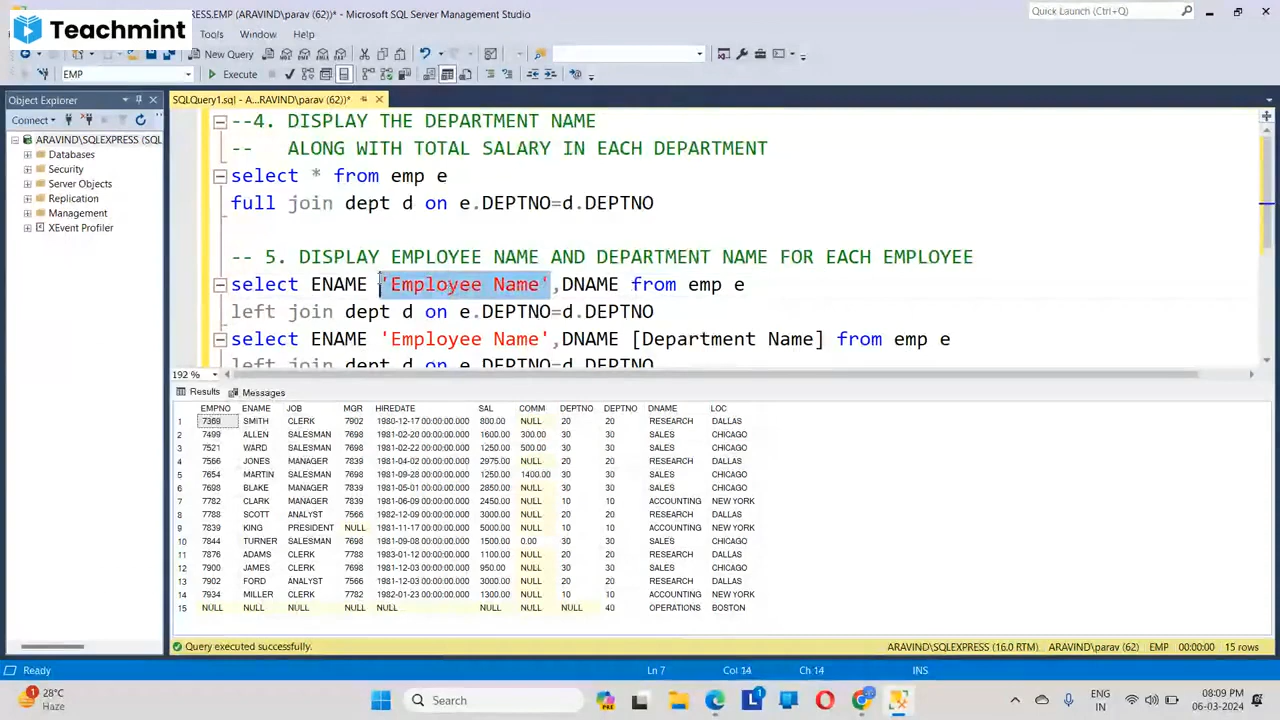 RESS.EMP (ARAVIND\parav (62))* - Microsoft SQL Server Management Studio
Quick Launch (Ctrl+Q)
Teachmint
Tools Window Help
New Query
EMP
Execute
Object Explorer
SQLQuery1.sql - A...RAVIND\parav (62))*
Connect
ARAVIND\SQLEXPRESS (SQL
Databases
Security
Server Objects
Replication
Management
XEvent Profiler
--4. DISPLAY THE DEPARTMENT NAME
-- ALONG WITH TOTAL SALARY IN EACH DEPARTMENT
select * from emp e
full join dept d on e.DEPTNO=d.DEPTNO
-- 5. DISPLAY EMPLOYEE NAME AND DEPARTMENT NAME FOR EACH EMPLOYEE
select ENAME 'Employee Name',DNAME from emp e
left join dept d on e.DEPTNO=d.DEPTNO
select ENAME 'Employee Name',DNAME [Department Name] from emp e
left join dept d on e.DEPTNO=d.DEPTNO
192 %
Results Messages
EMPNO ENAME JOB MGR HIREDATE SAL COMM DEPTNO DEPTNO DNAME LOC
1 7369 SMITH CLERK 7902 1980-12-17 00:00:00.000 800.00 NULL 20 20 RESEARCH DALLAS
2 7499 ALLEN SALESMAN 7698 1981-02-20 00:00:00.000 1600.00 300.00 30 30 SALES CHICAGO
3 7521 WARD SALESMAN 7698 1981-02-22 00:00:00.000 1250.00 500.00 30 30 SALES CHICAGO
4 7566 JONES MANAGER 7839 1981-04-02 00:00:00.000 2975.00 NULL 20 20 RESEARCH DALLAS
5 7654 MARTIN SALESMAN 7698 1981-09-28 00:00:00.000 1250.00 1400.00 30 30 SALES CHICAGO
6 7698 BLAKE MANAGER 7839 1981-05-01 00:00:00.000 2850.00 NULL 30 30 SALES CHICAGO
7 7782 CLARK MANAGER 7839 1981-06-09 00:00:00.000 2450.00 NULL 10 10 ACCOUNTING NEW YORK
8 7788 SCOTT ANALYST 7566 1982-12-09 00:00:00.000 3000.00 NULL 20 20 RESEARCH DALLAS
9 7839 KING PRESIDENT NULL 1981-11-17 00:00:00.000 5000.00 NULL 10 10 ACCOUNTING NEW YORK
10 7844 TURNER SALESMAN 7698 1981-09-08 00:00:00.000 1500.00 0.00 30 30 SALES CHICAGO
11 7876 ADAMS CLERK 7788 1983-01-12 00:00:00.000 1100.00 NULL 20 20 RESEARCH DALLAS
12 7900 JAMES CLERK 7698 1981-12-03 00:00:00.000 950.00 NULL 30 30 SALES CHICAGO
13 7902 FORD ANALYST 7566 1981-12-03 00:00:00.000 3000.00 NULL 20 20 RESEARCH DALLAS
14 7934 MILLER CLERK 7782 1982-01-23 00:00:00.000 1300.00 NULL 10 10 ACCOUNTING NEW YORK
15 NULL NULL NULL NULL NULL NULL NULL NULL 40 OPERATIONS BOSTON
Query executed successfully. ARAVIND\SQLEXPRESS (16.0 RTM) ARAVIND\parav (62) EMP 00:00:00 15 rows
Ready Ln 7 Col 14 Ch 14 INS
28°C
Haze
Search
ENG
IN
08:09 PM
06-03-2024